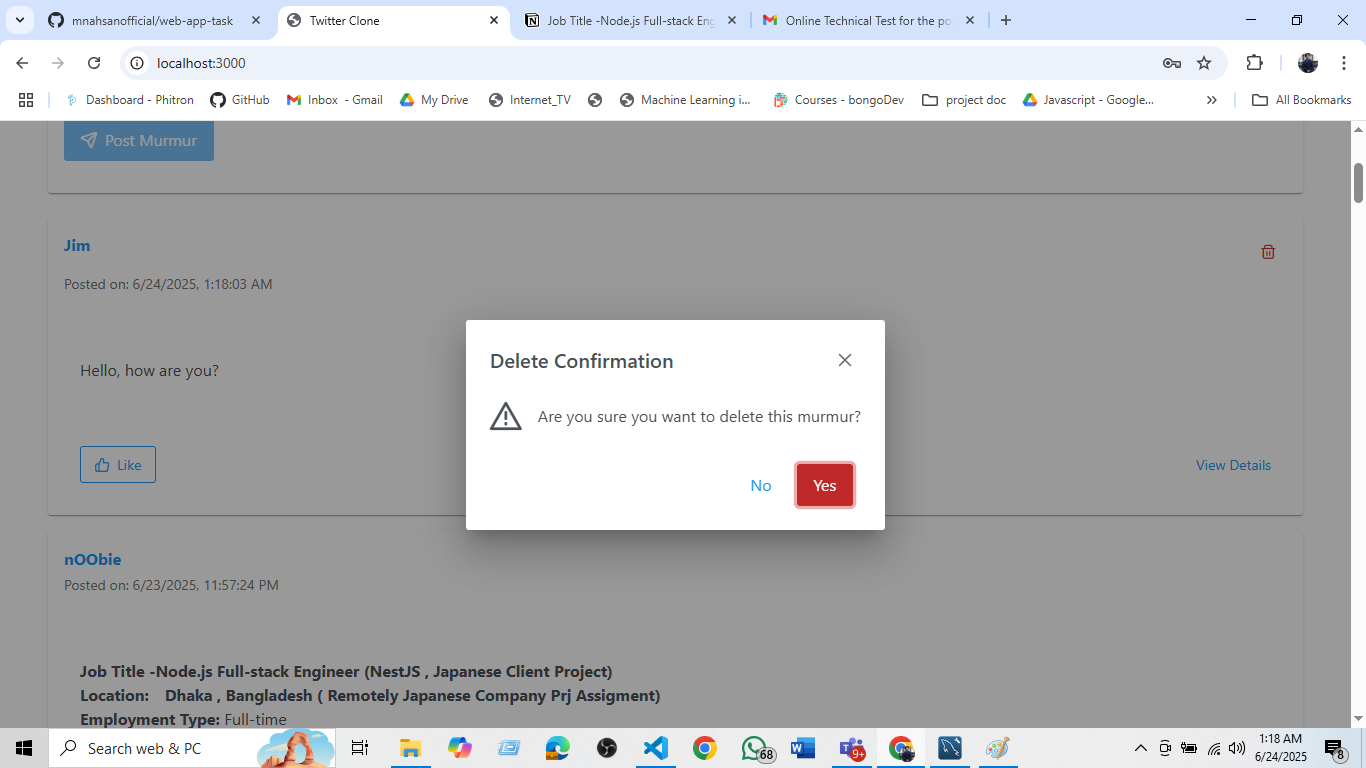 mnahsanofficial/web-app-task
Twitter Clone
Job Title -Node.js Full-stack Eng
Online Technical Test for the po
localhost:3000
Dashboard - Phitron
GitHub
Inbox - Gmail
My Drive
Internet_TV
Machine Learning i...
Courses - bongoDev
project doc
Javascript - Google...
All Bookmarks
Post Murmur
Jim
Posted on: 6/24/2025, 1:18:03 AM
Delete Confirmation
Hello, how are you?
Are you sure you want to delete this murmur?
Like
View Details
No
Yes
nOObie
Posted on: 6/23/2025, 11:57:24 PM
Job Title -Node.js Full-stack Engineer (NestJS , Japanese Client Project)
Location: Dhaka , Bangladesh ( Remotely Japanese Company Prj Assigment)
Employment Type: Full-time
Search web & PC
68
9+
1:18 AM
6/24/2025
8